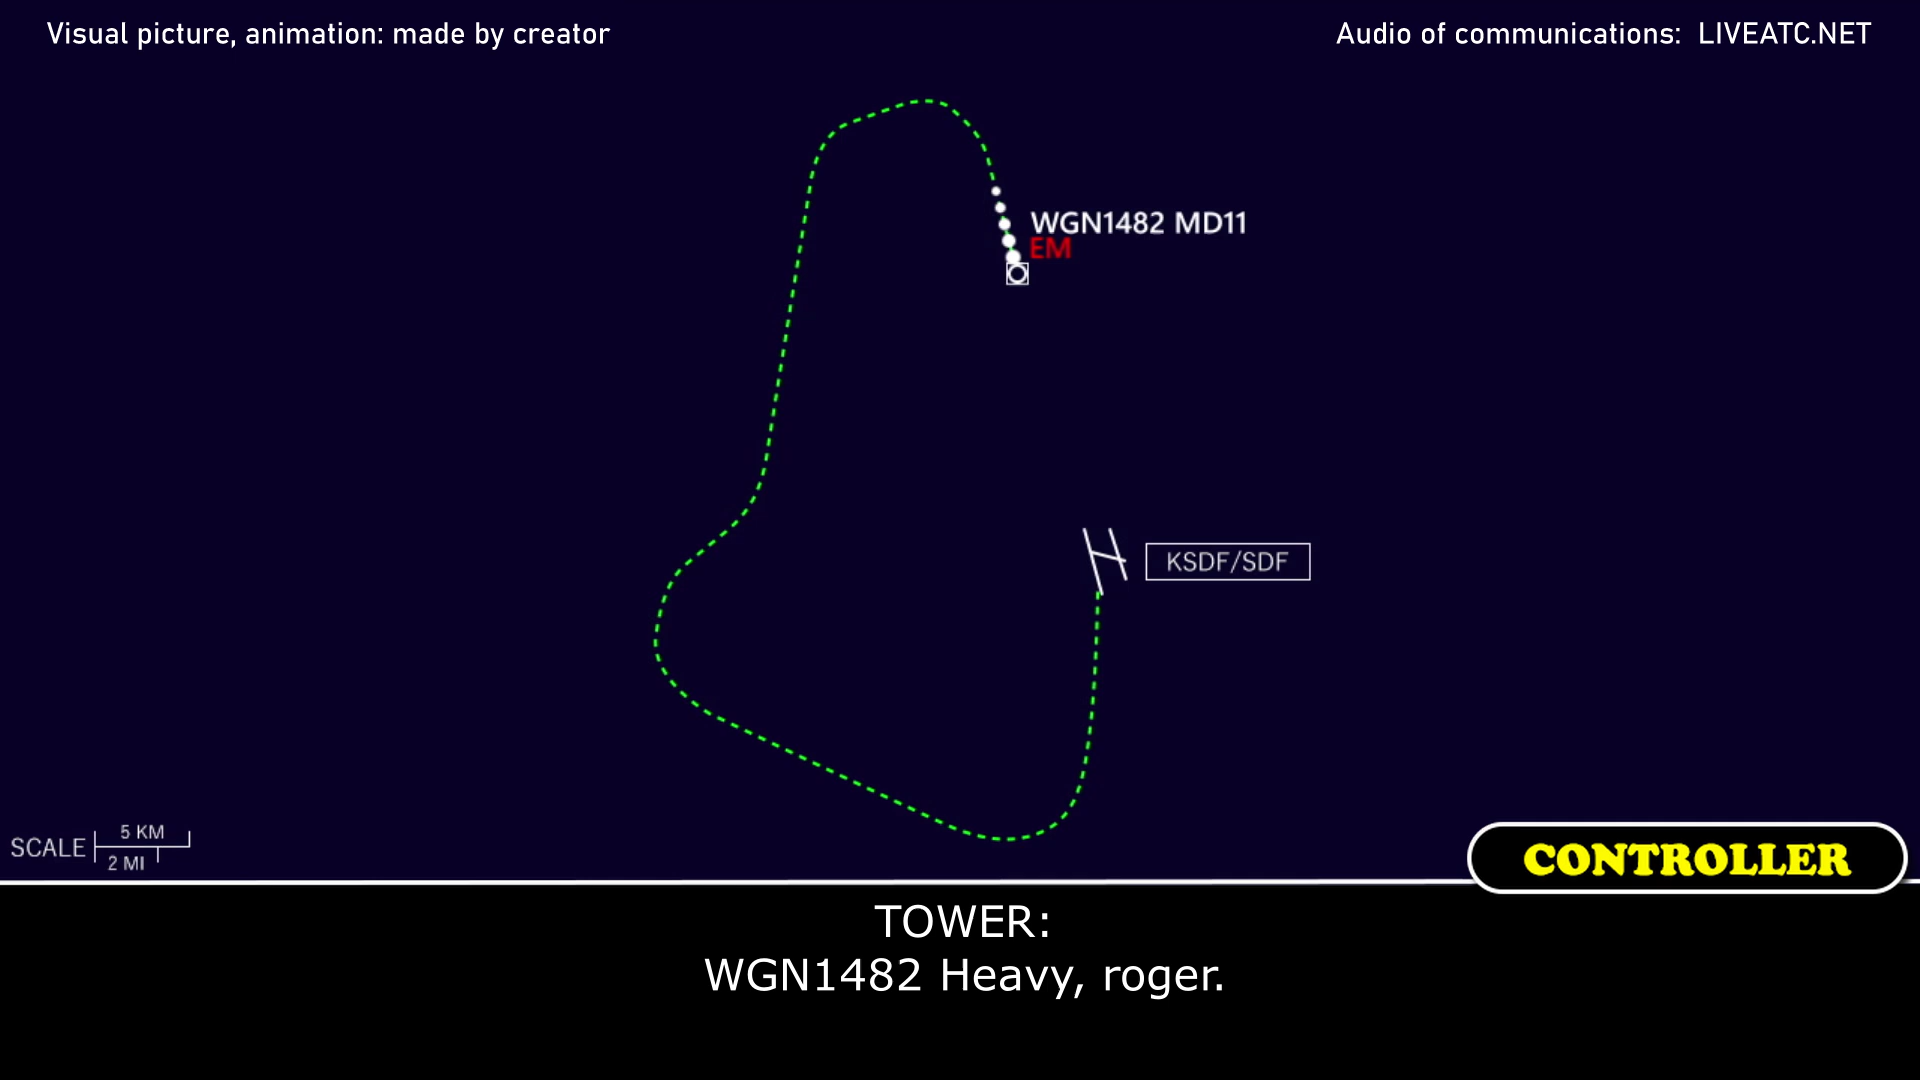 Visual picture, animation: made by creator
Audio of communications: LIVEATC.NET
WGN1482 MD11
EM
KSDF/SDF
SCALE
5 KM
2 MI
CONTROLLER
TOWER:
WGN1482 Heavy, roger.